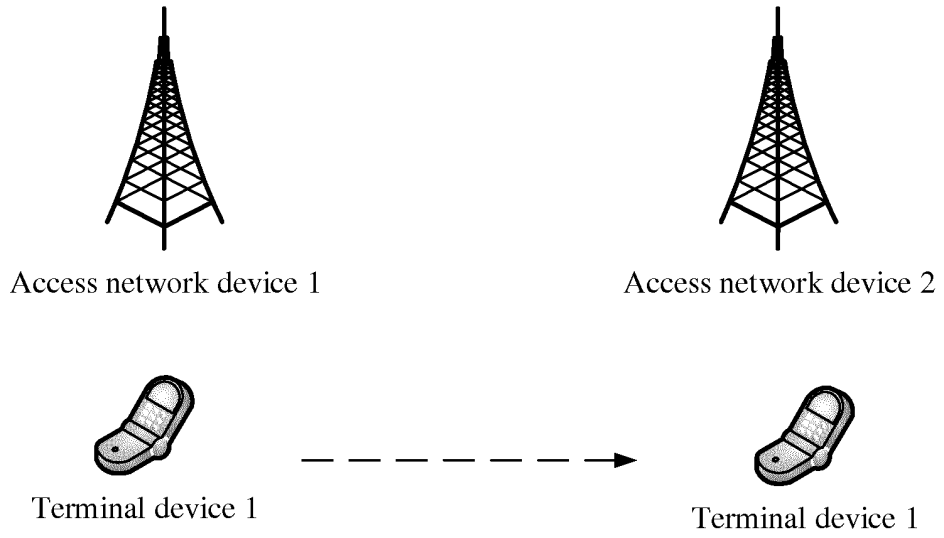 Access network device 1
Access network device 2
Terminal device 1
Terminal device 1